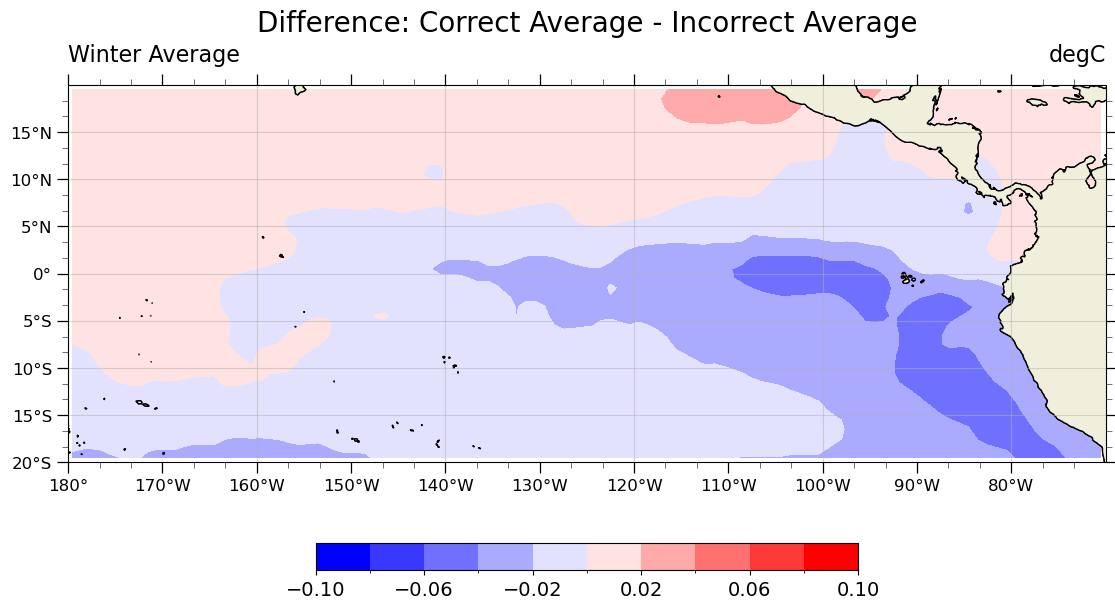 Difference: Correct Average - Incorrect Average
Winter Average
degC
15°N
10°N
5°N
0°
5°S
10°S
15°S
20°S
180° 170°W 160°W 150°W 140°W 130°W 120°W 110°W 100°W 90°W 80°W
−0.10 −0.06 −0.02 0.02 0.06 0.10